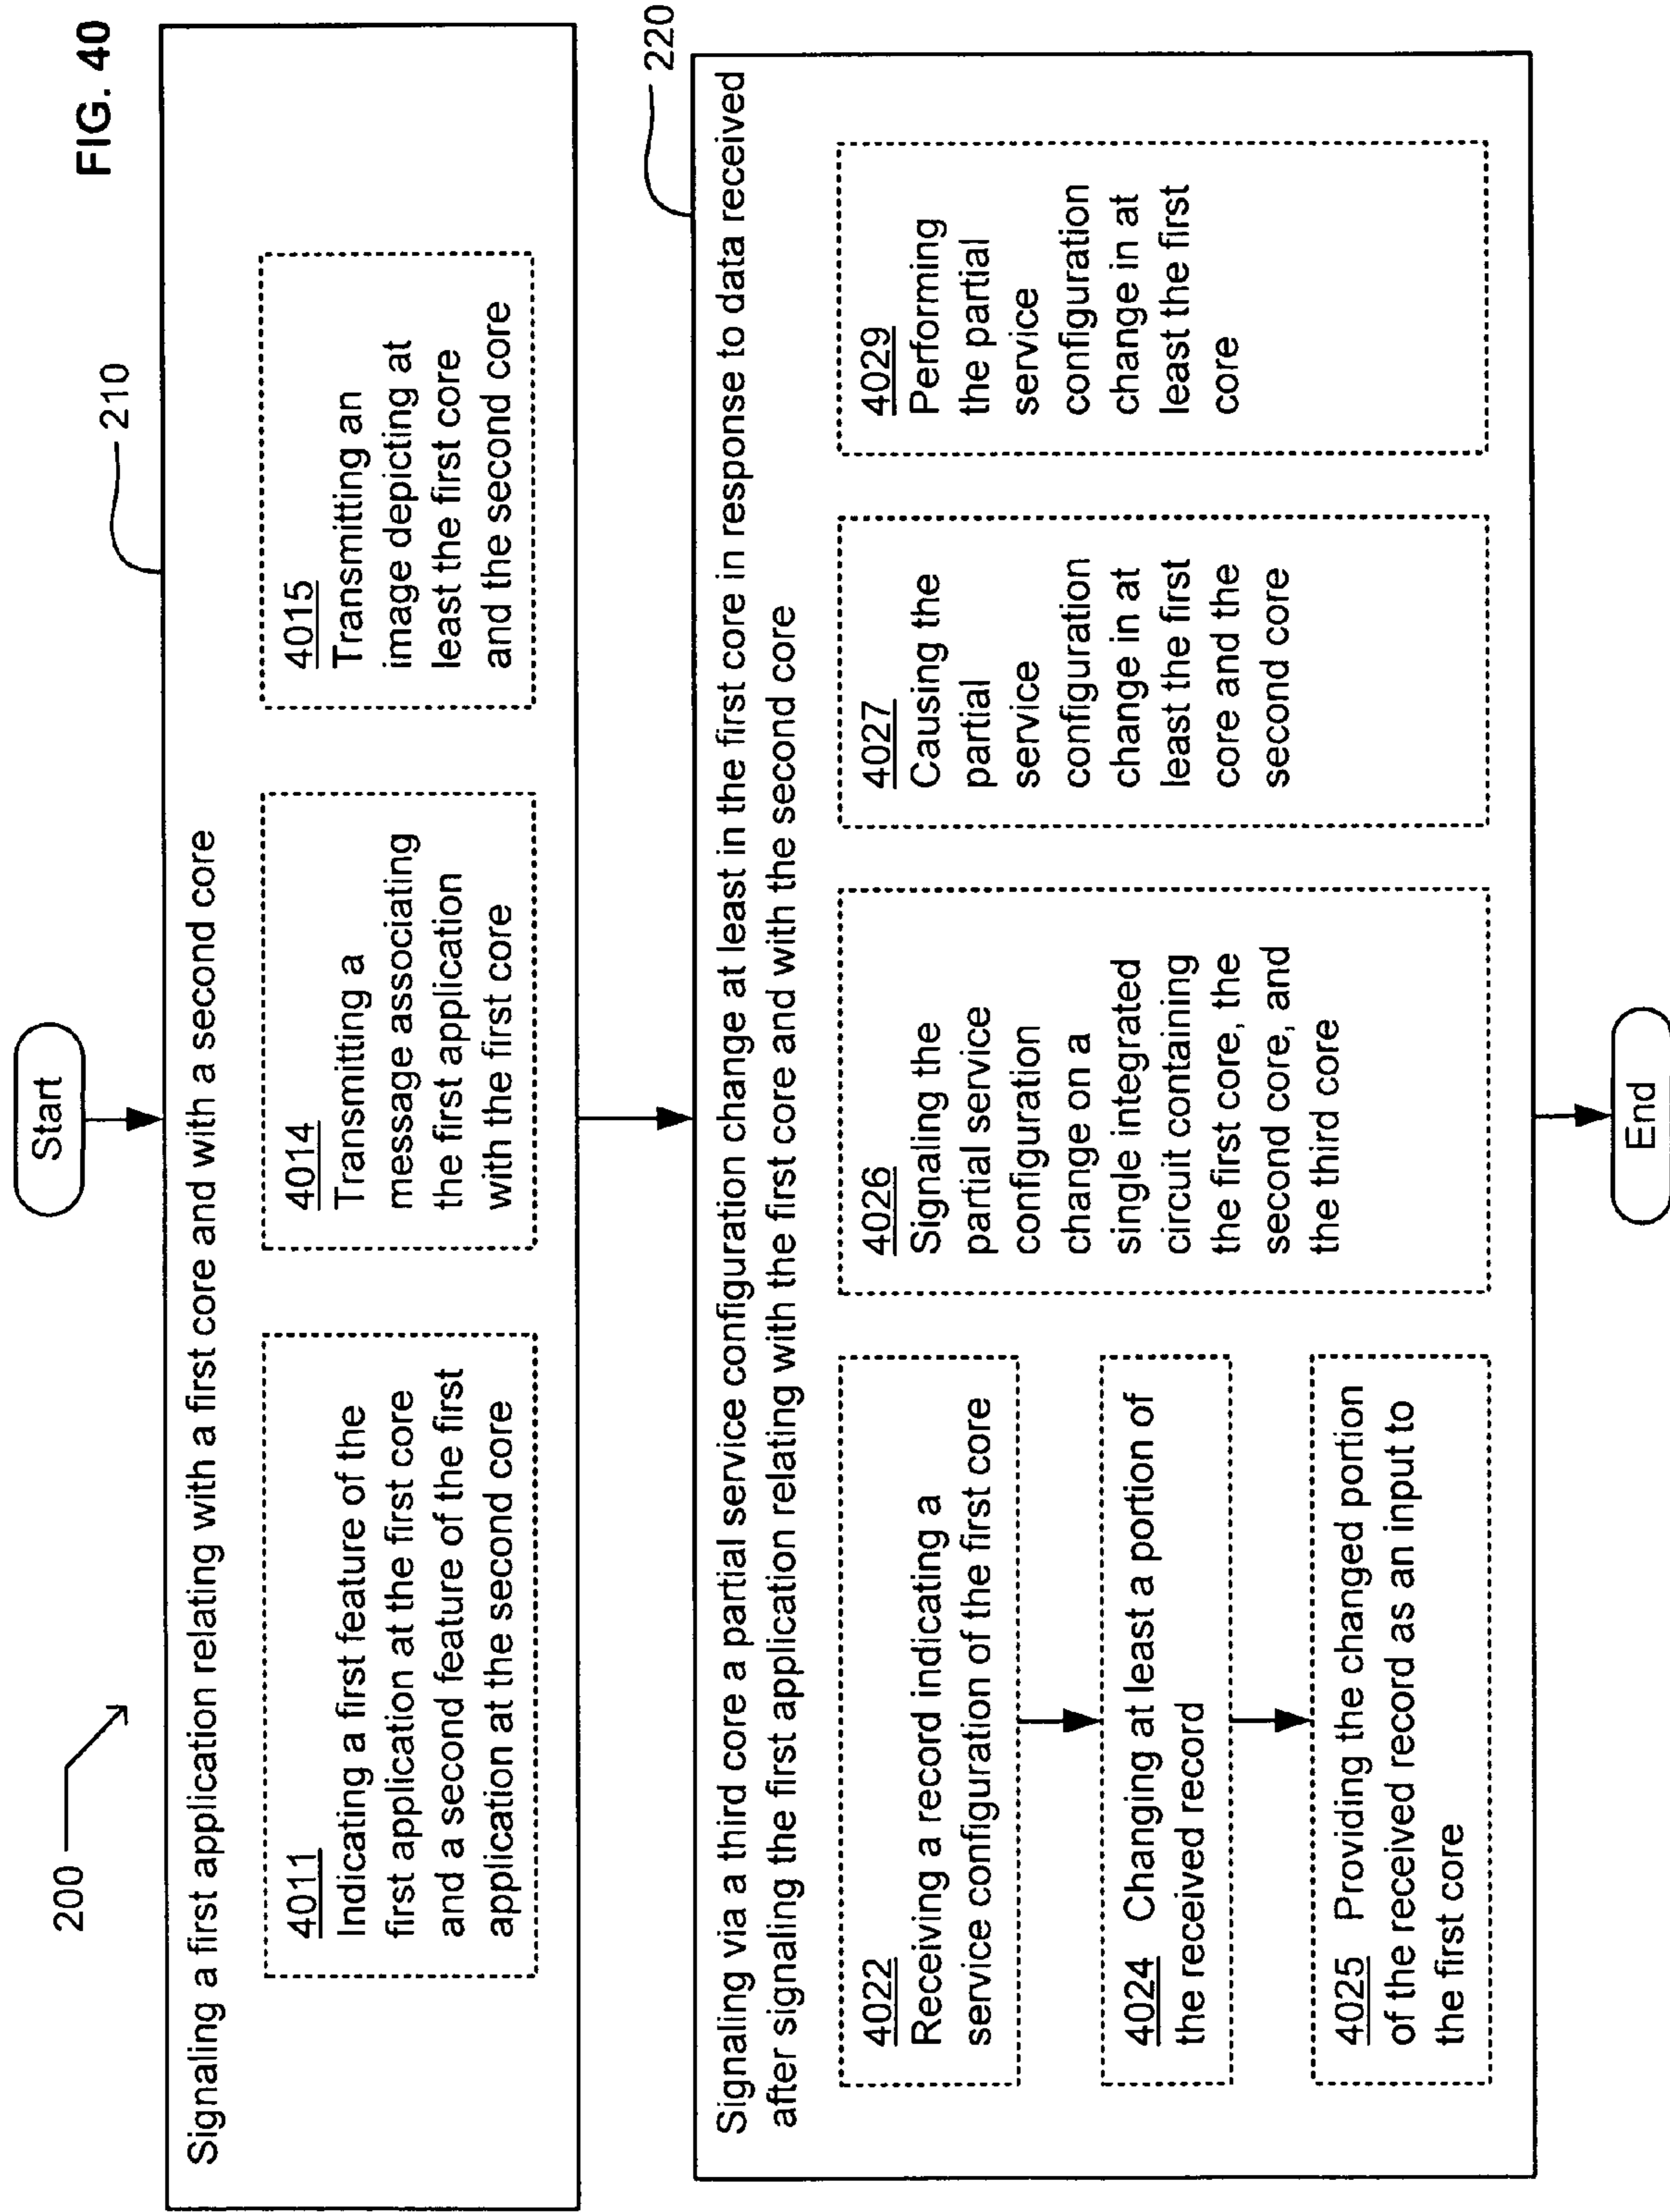 FIG. 40
200
Start
210
Signaling a first application relating with a first core and with a second core
4011
Indicating a first feature of the
first application at the first core
and a second feature of the first
application at the second core
4014
Transmitting a
message associating
the first application
with the first core
4015
Transmitting an
image depicting at
least the first core
and the second core
220
Signaling via a third core a partial service configuration change at least in the first core in response to data received
after signaling the first application relating with the first core and with the second core
4022
Receiving a record indicating a
service configuration of the first core
4024 Changing at least a portion of
the received record
4025 Providing the changed portion
of the received record as an input to
the first core
4026
Signaling the
partial service
configuration
change on a
single integrated
circuit containing
the first core, the
second core, and
the third core
4027
Causing the
partial
service
configuration
change in at
least the first
core and the
second core
4029
Performing
the partial
service
configuration
change in at
least the first
core
End